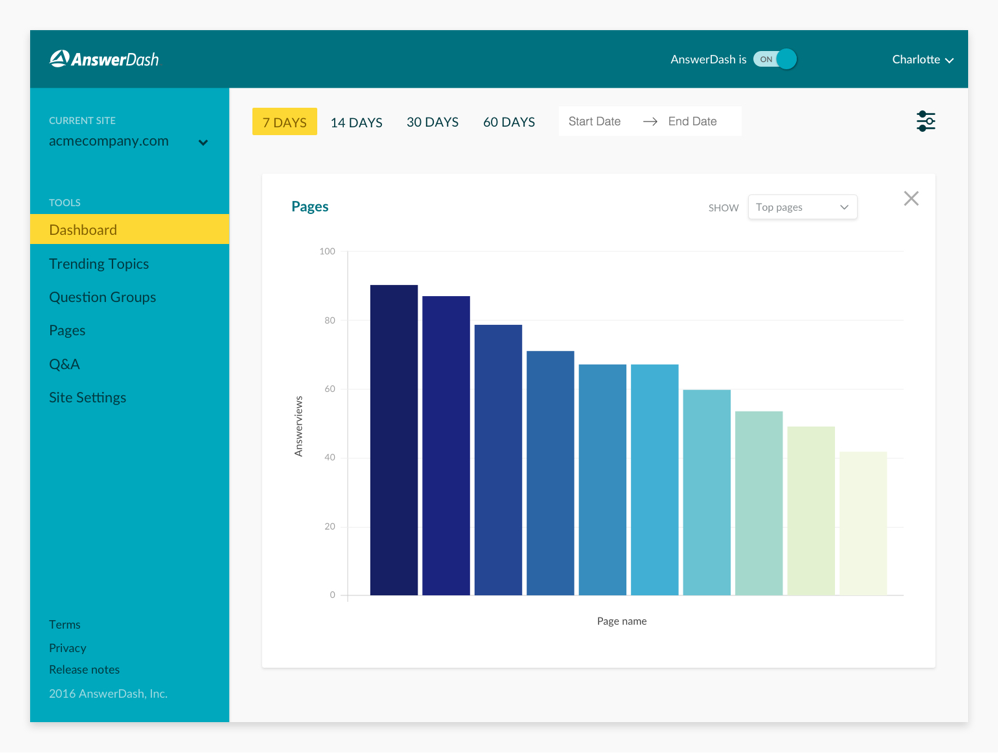 AnswerDash
AnswerDash is ON
Charlotte
CURRENT SITE
acmecompany.com
TOOLS
Dashboard
Trending Topics
Question Groups
Pages
Q&A
Site Settings
Terms
Privacy
Release notes
2016 AnswerDash, Inc.
7 DAYS 14 DAYS 30 DAYS 60 DAYS Start Date → End Date
Pages
SHOW Top pages
100
80
60
40
20
0
Answerviews
Page name